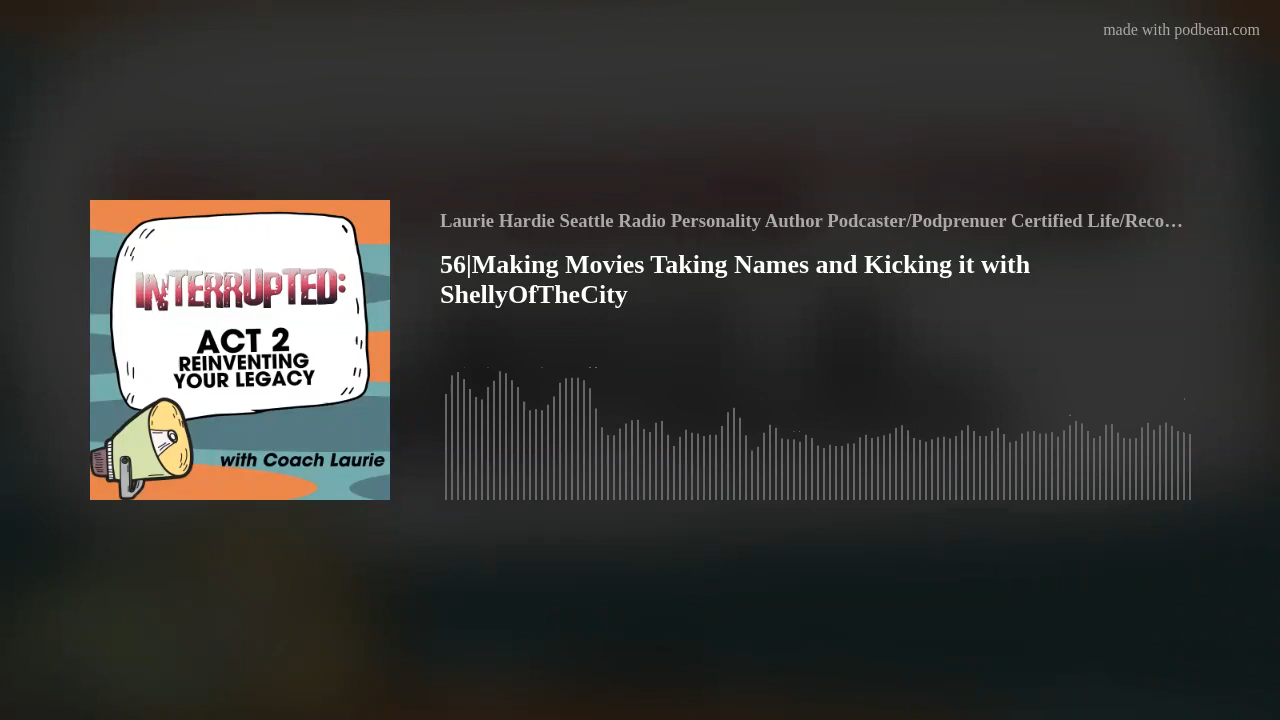 made with podbean.com
Laurie Hardie Seattle Radio Personality Author Podcaster/Podprenuer Certified Life/Reco…
56|Making Movies Taking Names and Kicking it with
ShellyOfTheCity
INTERRUPTED:
ACT 2
REINVENTING
YOUR LEGACY
with Coach Laurie